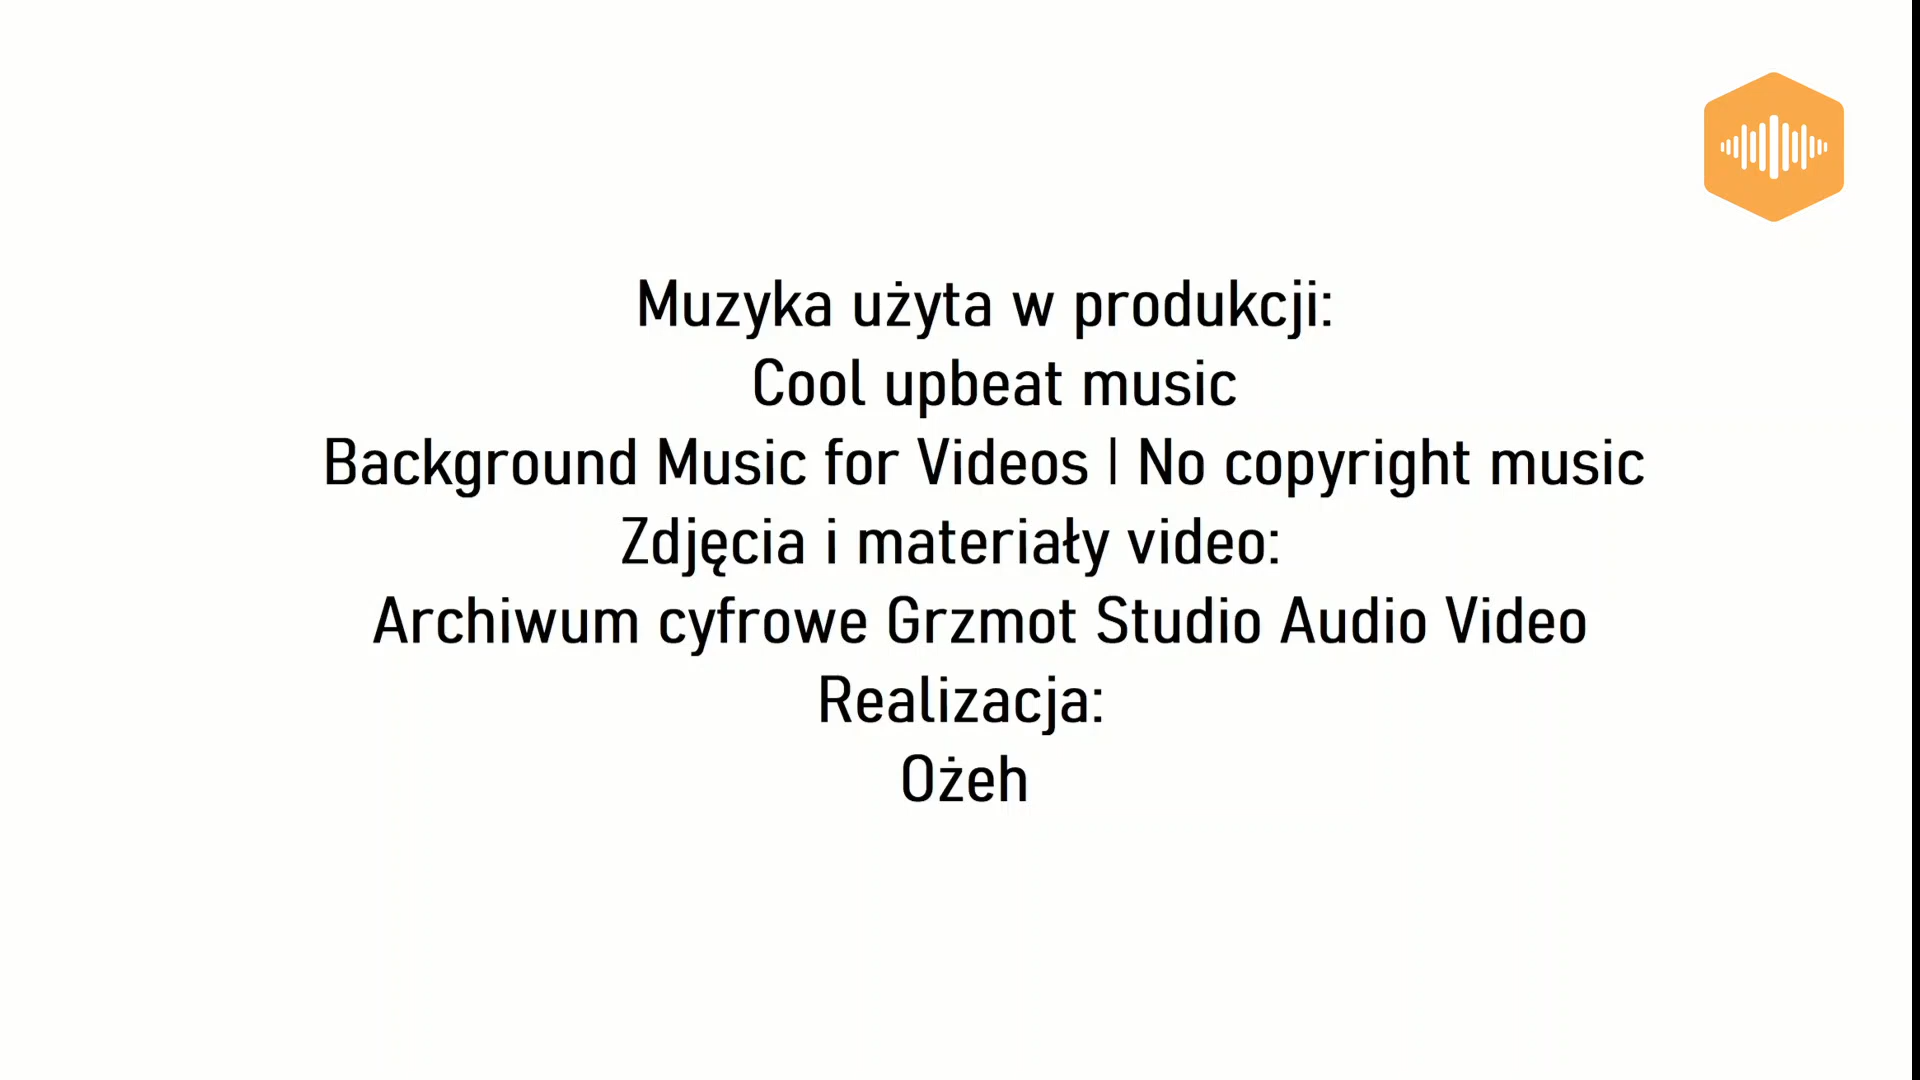 Muzyka użyta w produkcji:
Cool upbeat music
Background Music for Videos | No copyright music
Zdjęcia i materiały video:
Archiwum cyfrowe Grzmot Studio Audio Video
Realizacja:
Ożeh